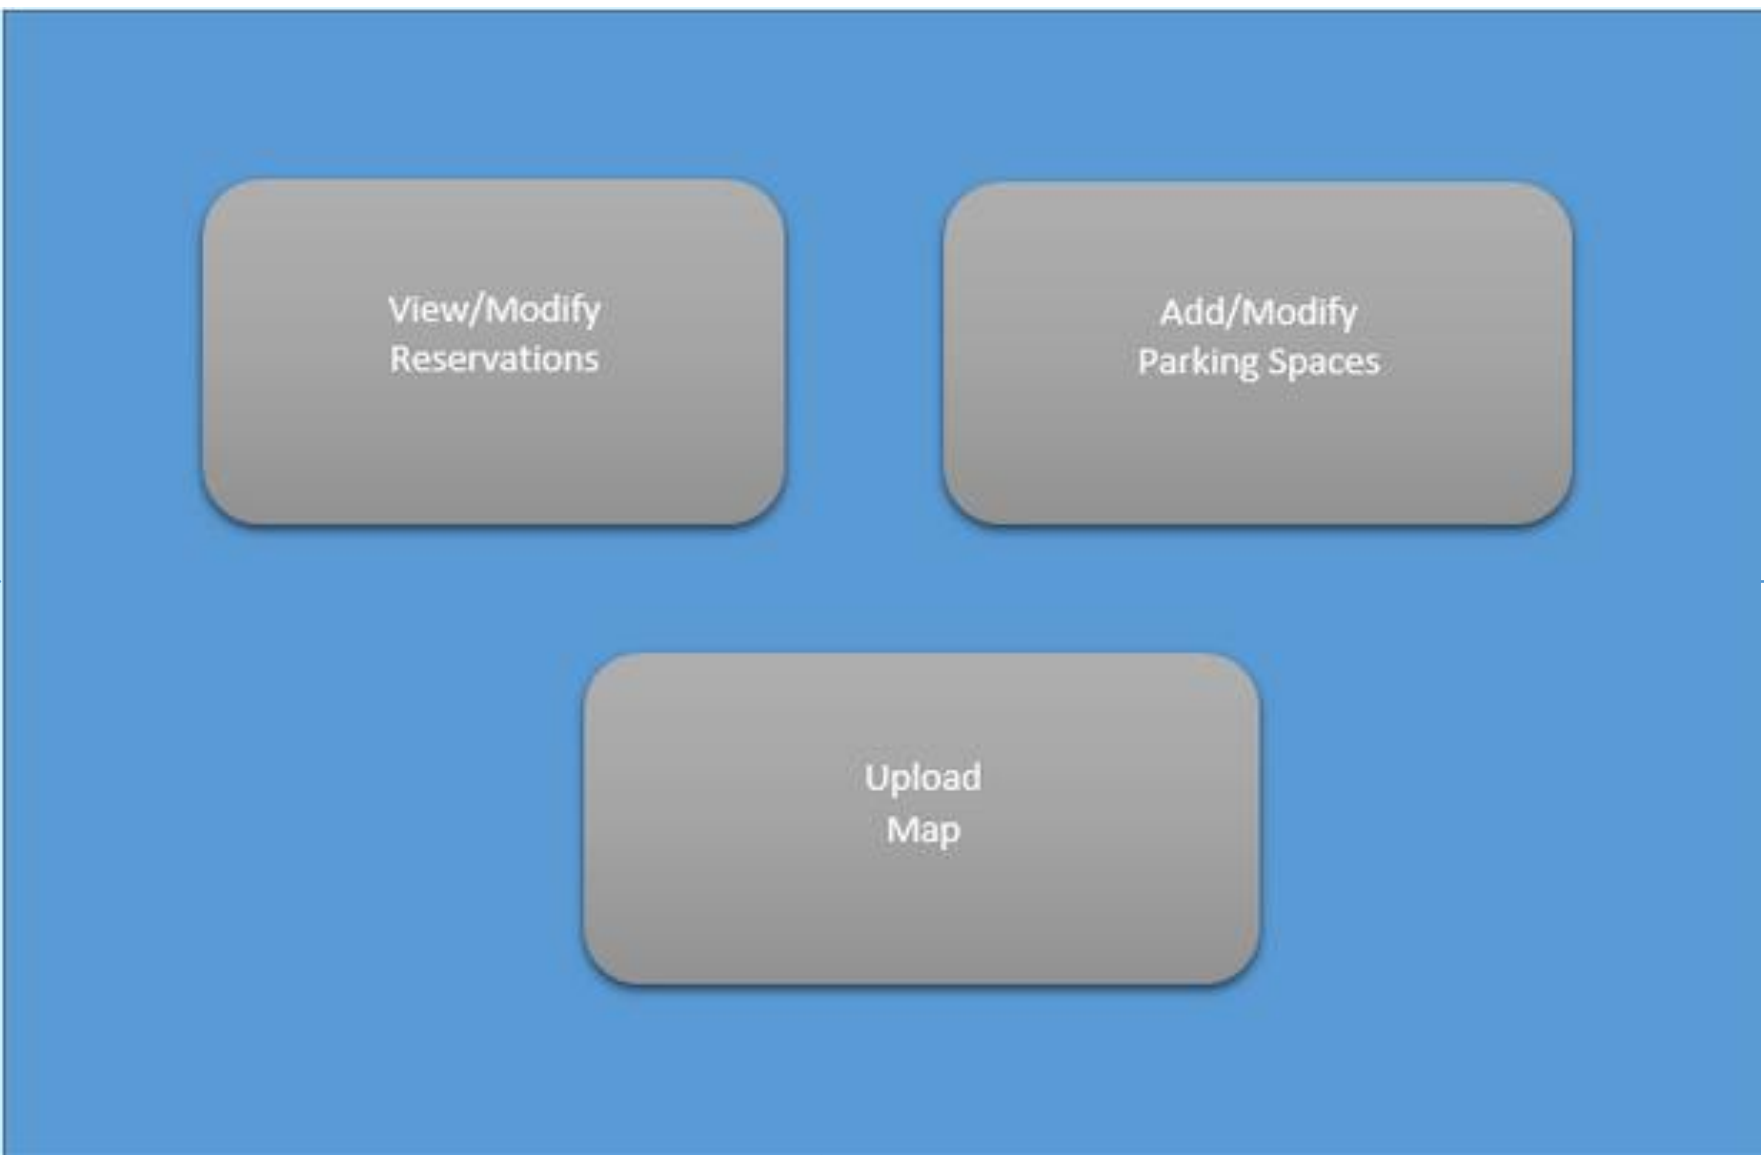 View/Modify
Reservations
Add/Modify
Parking Spaces
Upload
Map